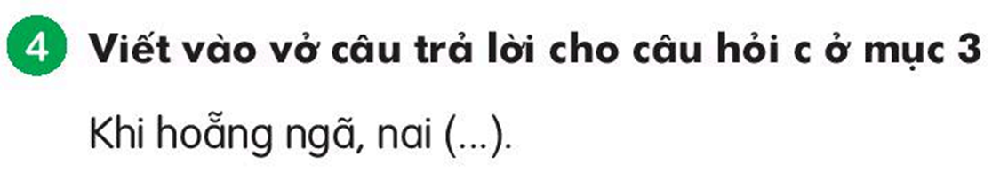 4 Viết vào vở câu trả lời cho câu hỏi c ở mục 3
Khi hoẵng ngã, nai (...).